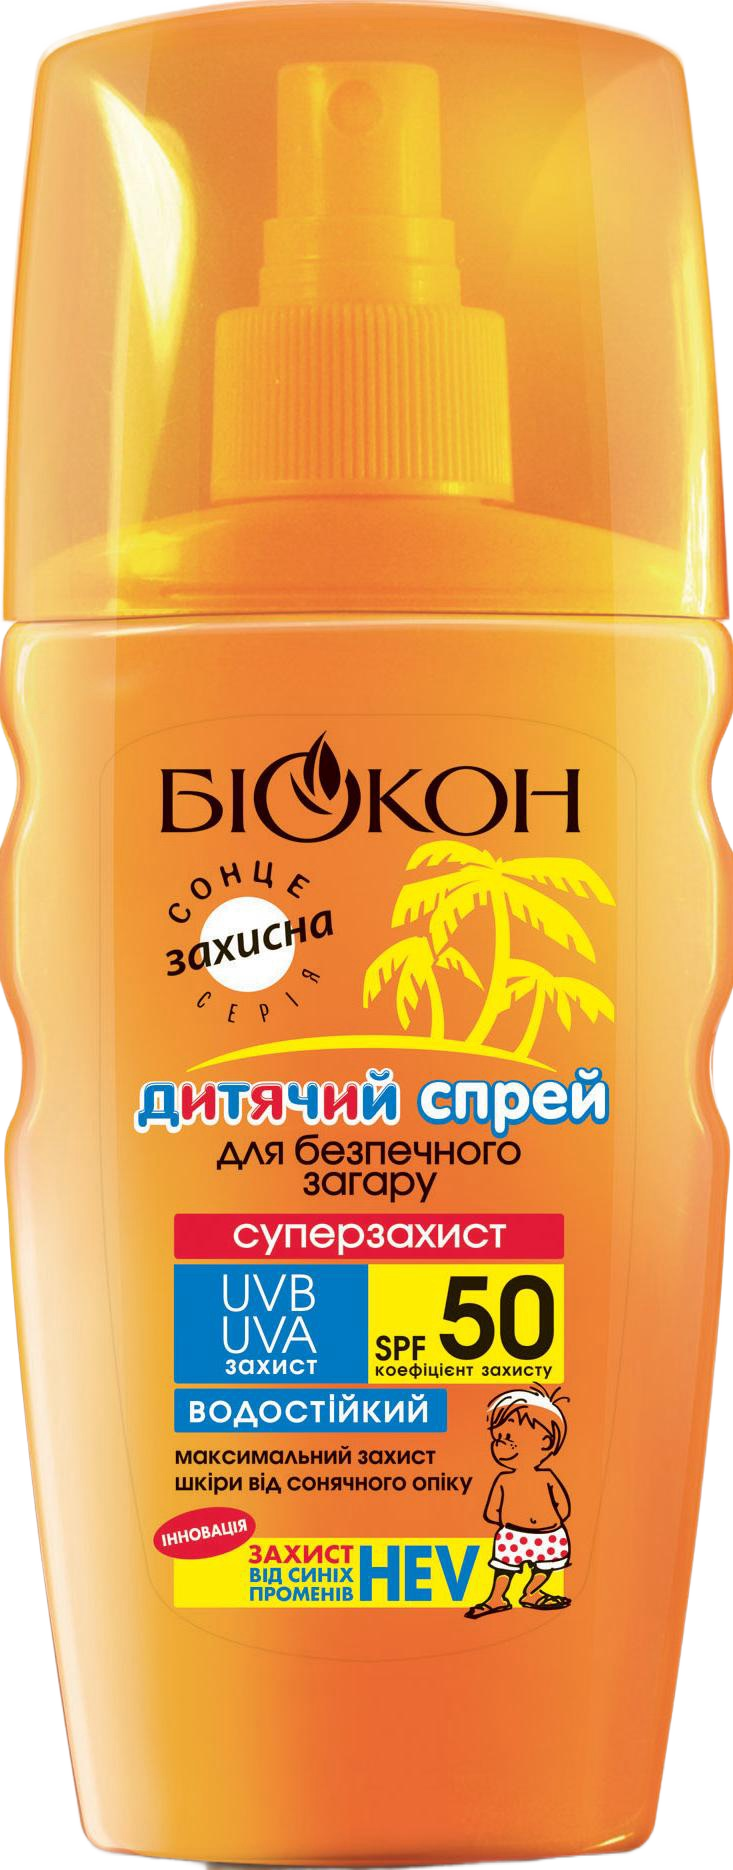 БІОКОН
СОНЦЕ
захисна
СЕРІЯ
дитячий спрей
для безпечного
загару
суперзахист
UVB
UVA
захист
SPF 50
коефіцієнт захисту
водостійкий
максимальний захист
шкіри від сонячного опіку
ІННОВАЦІЯ
ЗАХИСТ
ВІД СИНІХ
ПРОМЕНІВ
HEV